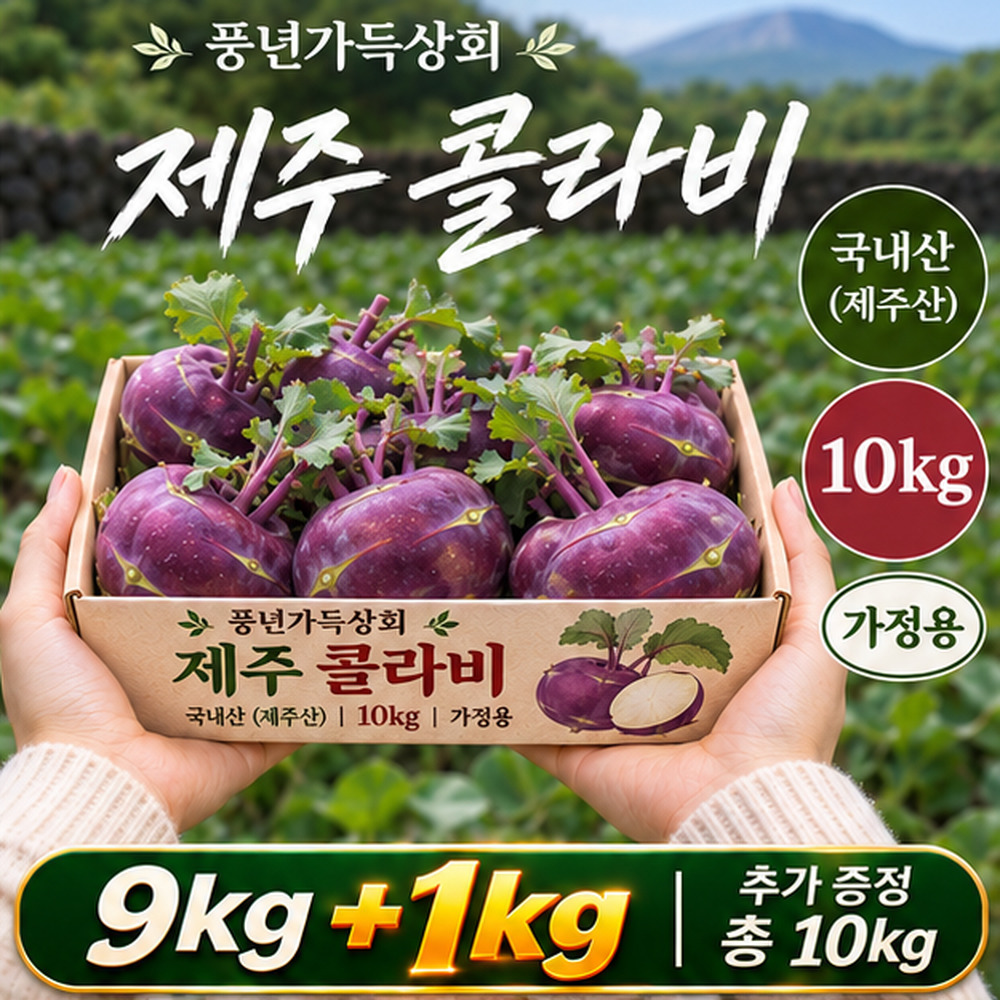 풍년가득상회
제주 콜라비
국내산
(제주산)
10kg
가정용
풍년가득상회
제주 콜라비
국내산 (제주산) | 10kg | 가정용
9kg+1kg
추가 증정
총 10kg